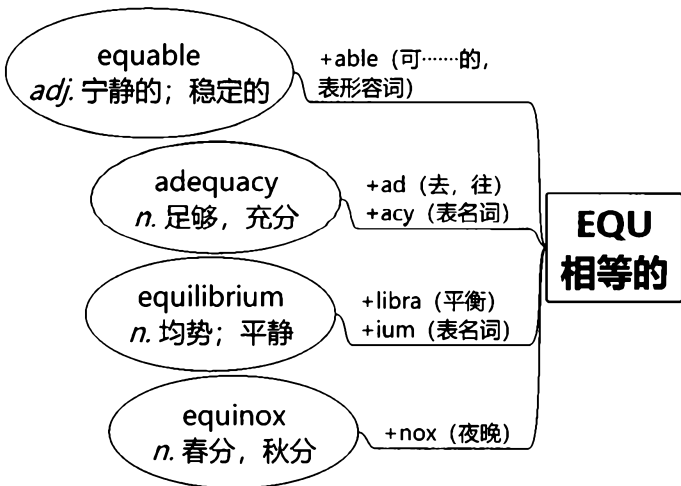 equable
adj. 宁静的；稳定的
+able（可……的，
表形容词）
adequacy
n. 足够，充分
+ad（去，往）
+acy（表名词）
equilibrium
n. 均势；平静
+libra（平衡）
+ium（表名词）
equinox
n. 春分，秋分
+nox（夜晚）
EQU
相等的